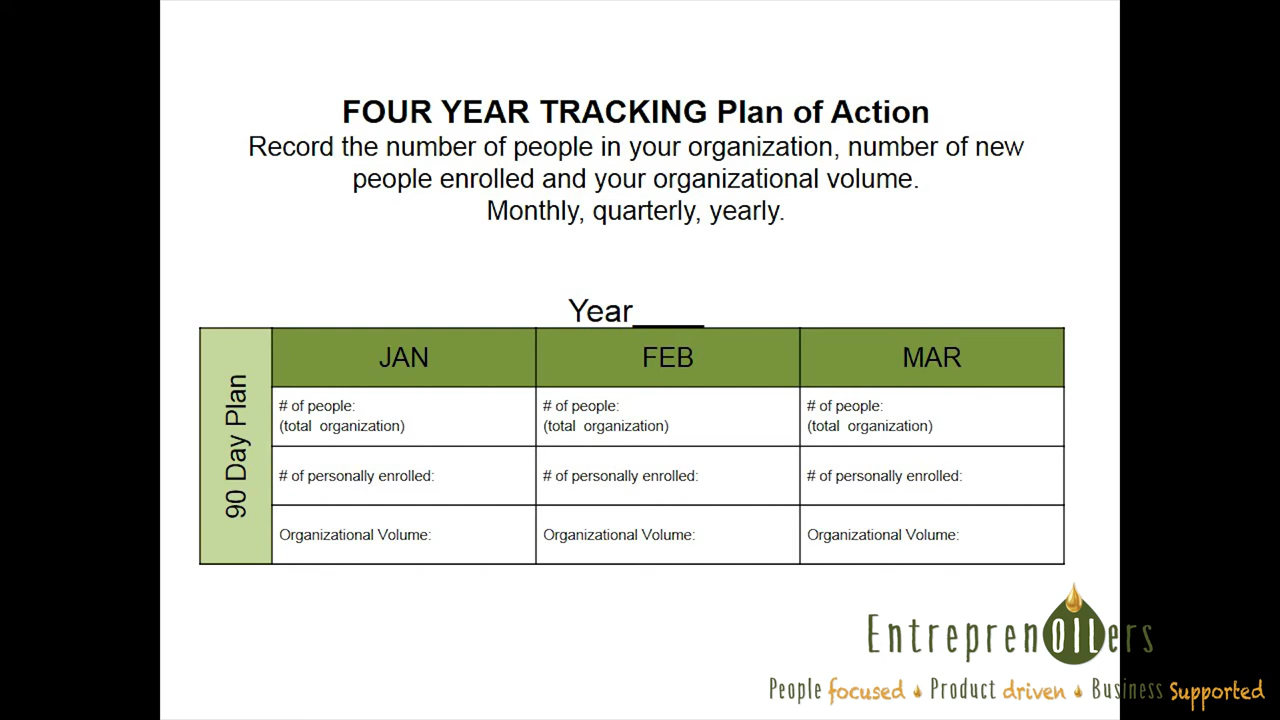 FOUR YEAR TRACKING Plan of Action
Record the number of people in your organization, number of new
people enrolled and your organizational volume.
Monthly, quarterly, yearly.
Year____
90 Day Plan
JAN
FEB
MAR
# of people:
(total organization)
# of people:
(total organization)
# of people:
(total organization)
# of personally enrolled:
# of personally enrolled:
# of personally enrolled:
Organizational Volume:
Organizational Volume:
Organizational Volume:
EntreprenOILers
People focused Product driven Business Supported